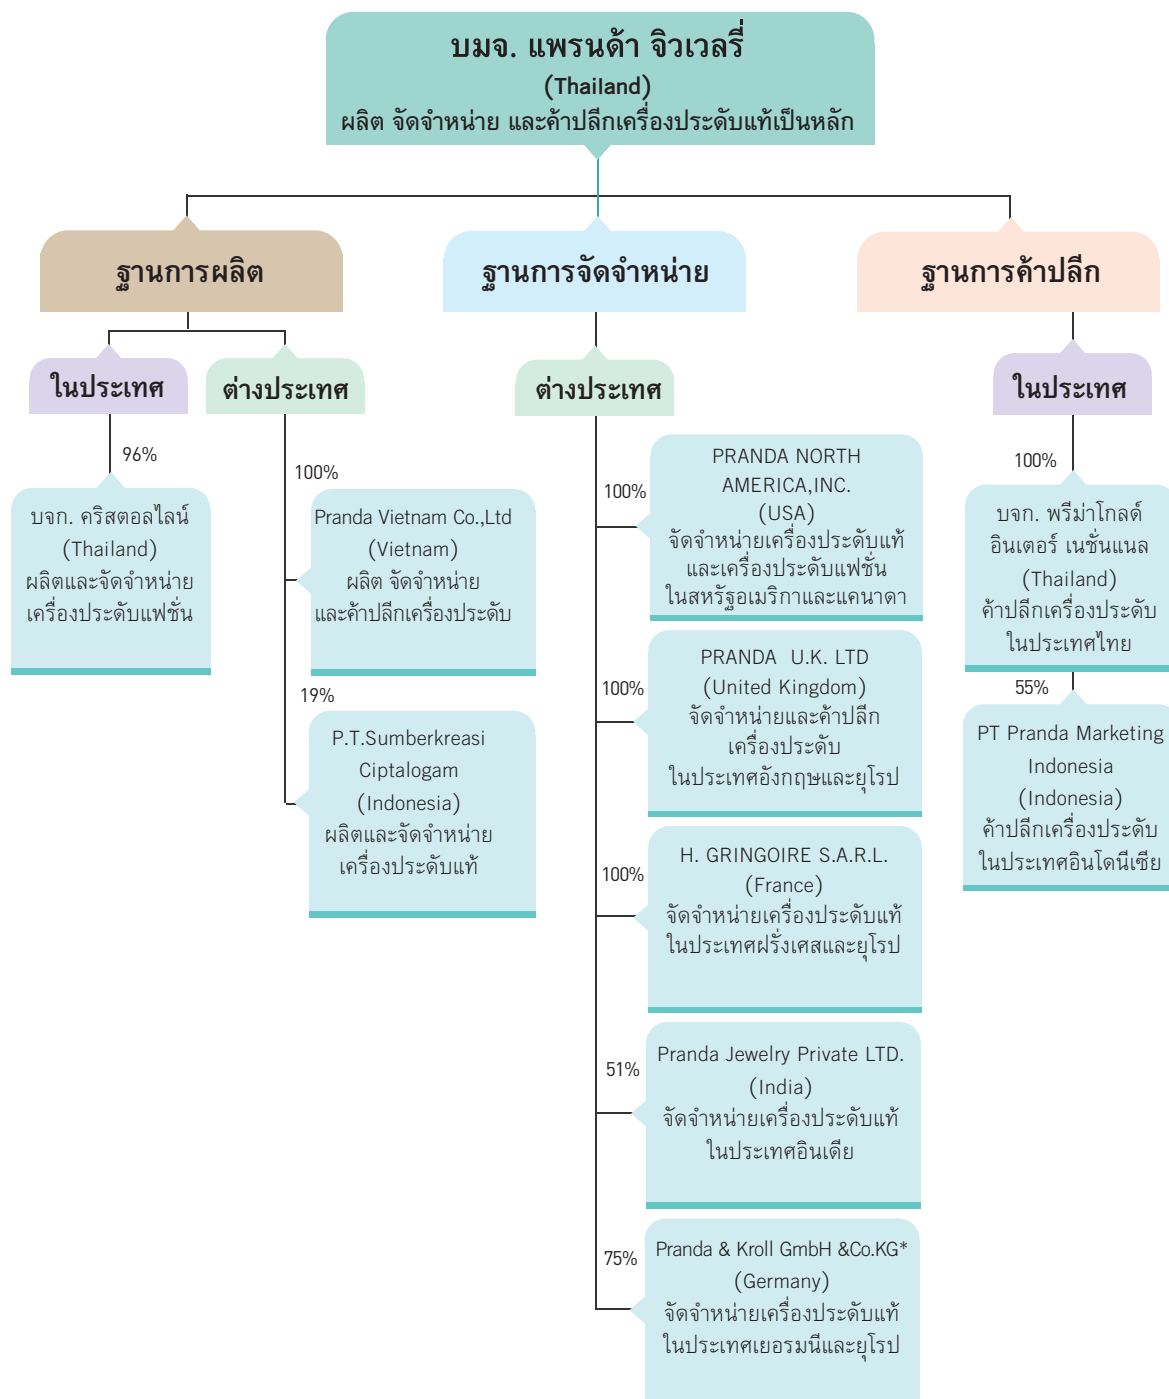 บมจ. แพรนด้า จิวเวลรี่
(Thailand)
ผลิต จัดจำหน่าย และค้าปลีกเครื่องประดับแท้เป็นหลัก
ฐานการผลิต
ฐานการจัดจำหน่าย
ฐานการค้าปลีก
ในประเทศ
ต่างประเทศ
ต่างประเทศ
ในประเทศ
96%
บจก. คริสตอลไลน์
(Thailand)
ผลิตและจัดจำหน่าย
เครื่องประดับแฟชั่น
100%
Pranda Vietnam Co.,Ltd
(Vietnam)
ผลิต จัดจำหน่าย
และค้าปลีกเครื่องประดับ
19%
P.T.Sumberkreasi
Ciptalogam
(Indonesia)
ผลิตและจัดจำหน่าย
เครื่องประดับแท้
100%
PRANDA NORTH
AMERICA,INC.
(USA)
จัดจำหน่ายเครื่องประดับแท้
และเครื่องประดับแฟชั่น
ในสหรัฐอเมริกาและแคนาดา
100%
PRANDA U.K. LTD
(United Kingdom)
จัดจำหน่ายและค้าปลีก
เครื่องประดับ
ในประเทศอังกฤษและยุโรป
100%
H. GRINGOIRE S.A.R.L.
(France)
จัดจำหน่ายเครื่องประดับแท้
ในประเทศฝรั่งเศสและยุโรป
51%
Pranda Jewelry Private LTD.
(India)
จัดจำหน่ายเครื่องประดับแท้
ในประเทศอินเดีย
75%
Pranda & Kroll GmbH &Co.KG*
(Germany)
จัดจำหน่ายเครื่องประดับแท้
ในประเทศเยอรมนีและยุโรป
100%
บจก. พรีม่าโกลด์
อินเตอร์ เนชั่นแนล
(Thailand)
ค้าปลีกเครื่องประดับ
ในประเทศไทย
55%
PT Pranda Marketing
Indonesia
(Indonesia)
ค้าปลีกเครื่องประดับ
ในประเทศอินโดนีเซีย